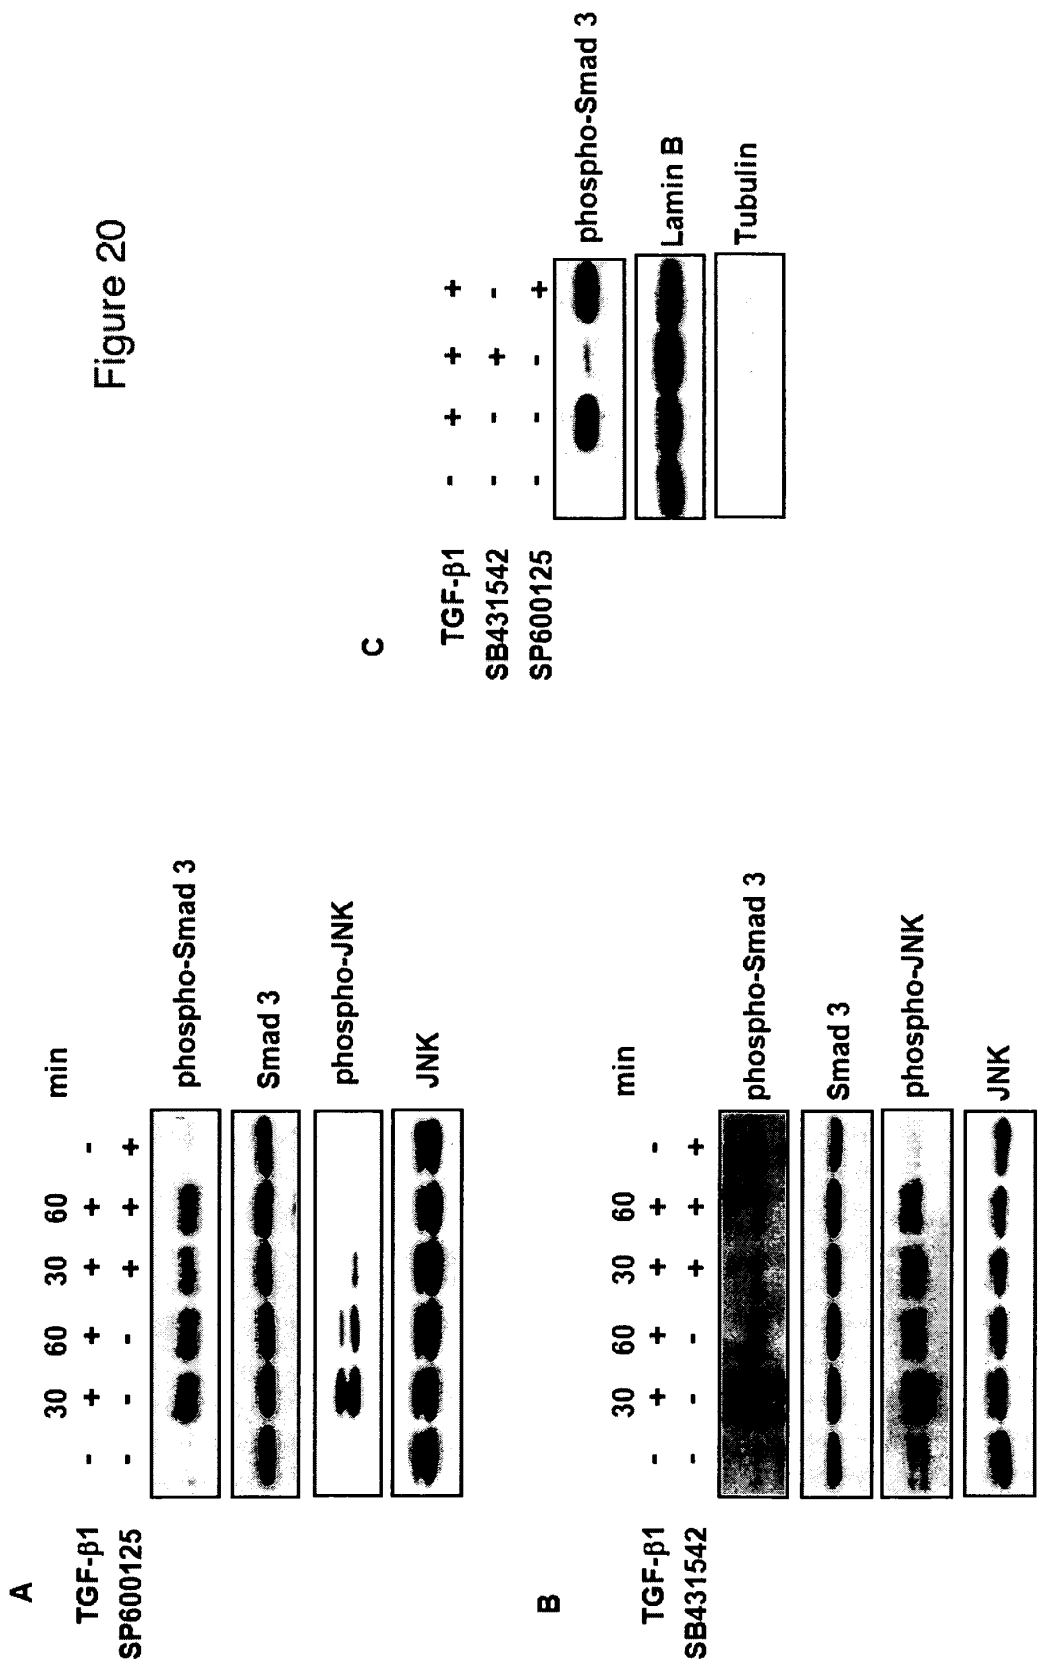 Figure 20
A
30 60 30 60 min
TGF-β1 - + + + + -
SP600125 - - - + + +
phospho-Smad 3
Smad 3
phospho-JNK
JNK
B
30 60 30 60 min
TGF-β1 - + + + + -
SB431542 - - - + + +
phospho-Smad 3
Smad 3
phospho-JNK
JNK
C
TGF-β1 - + + +
SB431542 - - + -
SP600125 - - - +
phospho-Smad 3
Lamin B
Tubulin